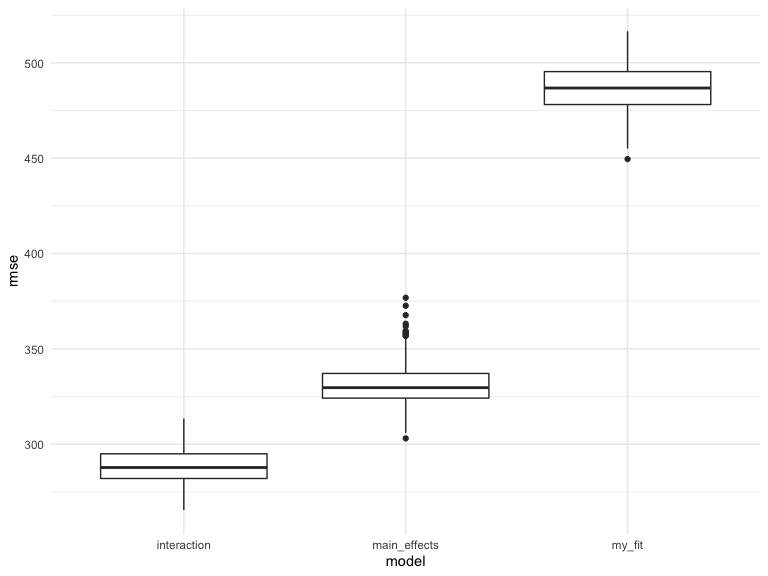 500
450
400
350
300
rmse
interaction
main_effects
my_fit
model